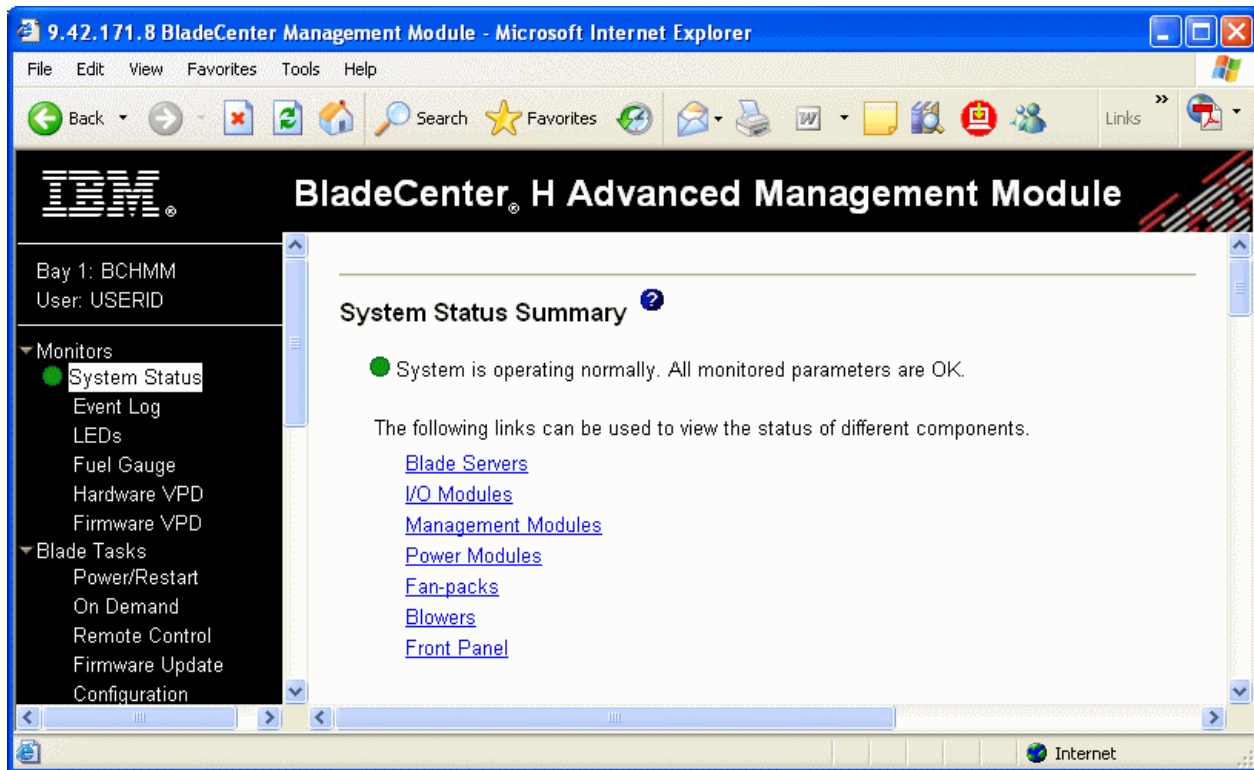 9.42.171.8 BladeCenter Management Module - Microsoft Internet Explorer
File Edit View Favorites Tools Help
Back Search Favorites W Links »
IBM® BladeCenter® H Advanced Management Module
Bay 1: BCHMM
User: USERID
Monitors
System Status
Event Log
LEDs
Fuel Gauge
Hardware VPD
Firmware VPD
Blade Tasks
Power/Restart
On Demand
Remote Control
Firmware Update
Configuration
System Status Summary ?
System is operating normally. All monitored parameters are OK.
The following links can be used to view the status of different components.
Blade Servers
I/O Modules
Management Modules
Power Modules
Fan-packs
Blowers
Front Panel
Internet